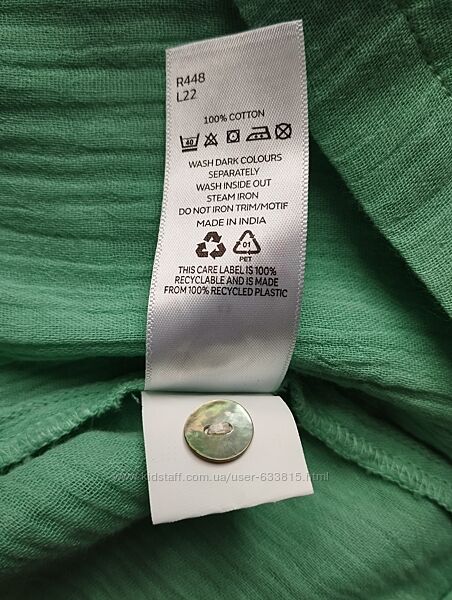 R448
L22
100% COTTON
40
WASH DARK COLOURS
SEPARATELY
WASH INSIDE OUT
STEAM IRON
DO NOT IRON TRIM/MOTIF
MADE IN INDIA
01
PET
THIS CARE LABEL IS 100%
RECYCLABLE AND IS MADE
FROM 100% RECYCLED PLASTIC
www.kidstaff.com.ua/user-633815.html